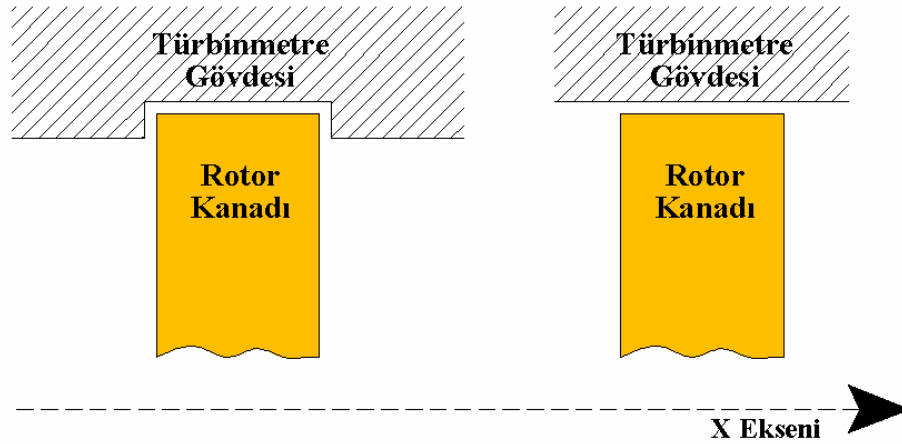 Türbinmetre
Gövdesi
Türbinmetre
Gövdesi
Rotor
Kanadı
Rotor
Kanadı
X Ekseni